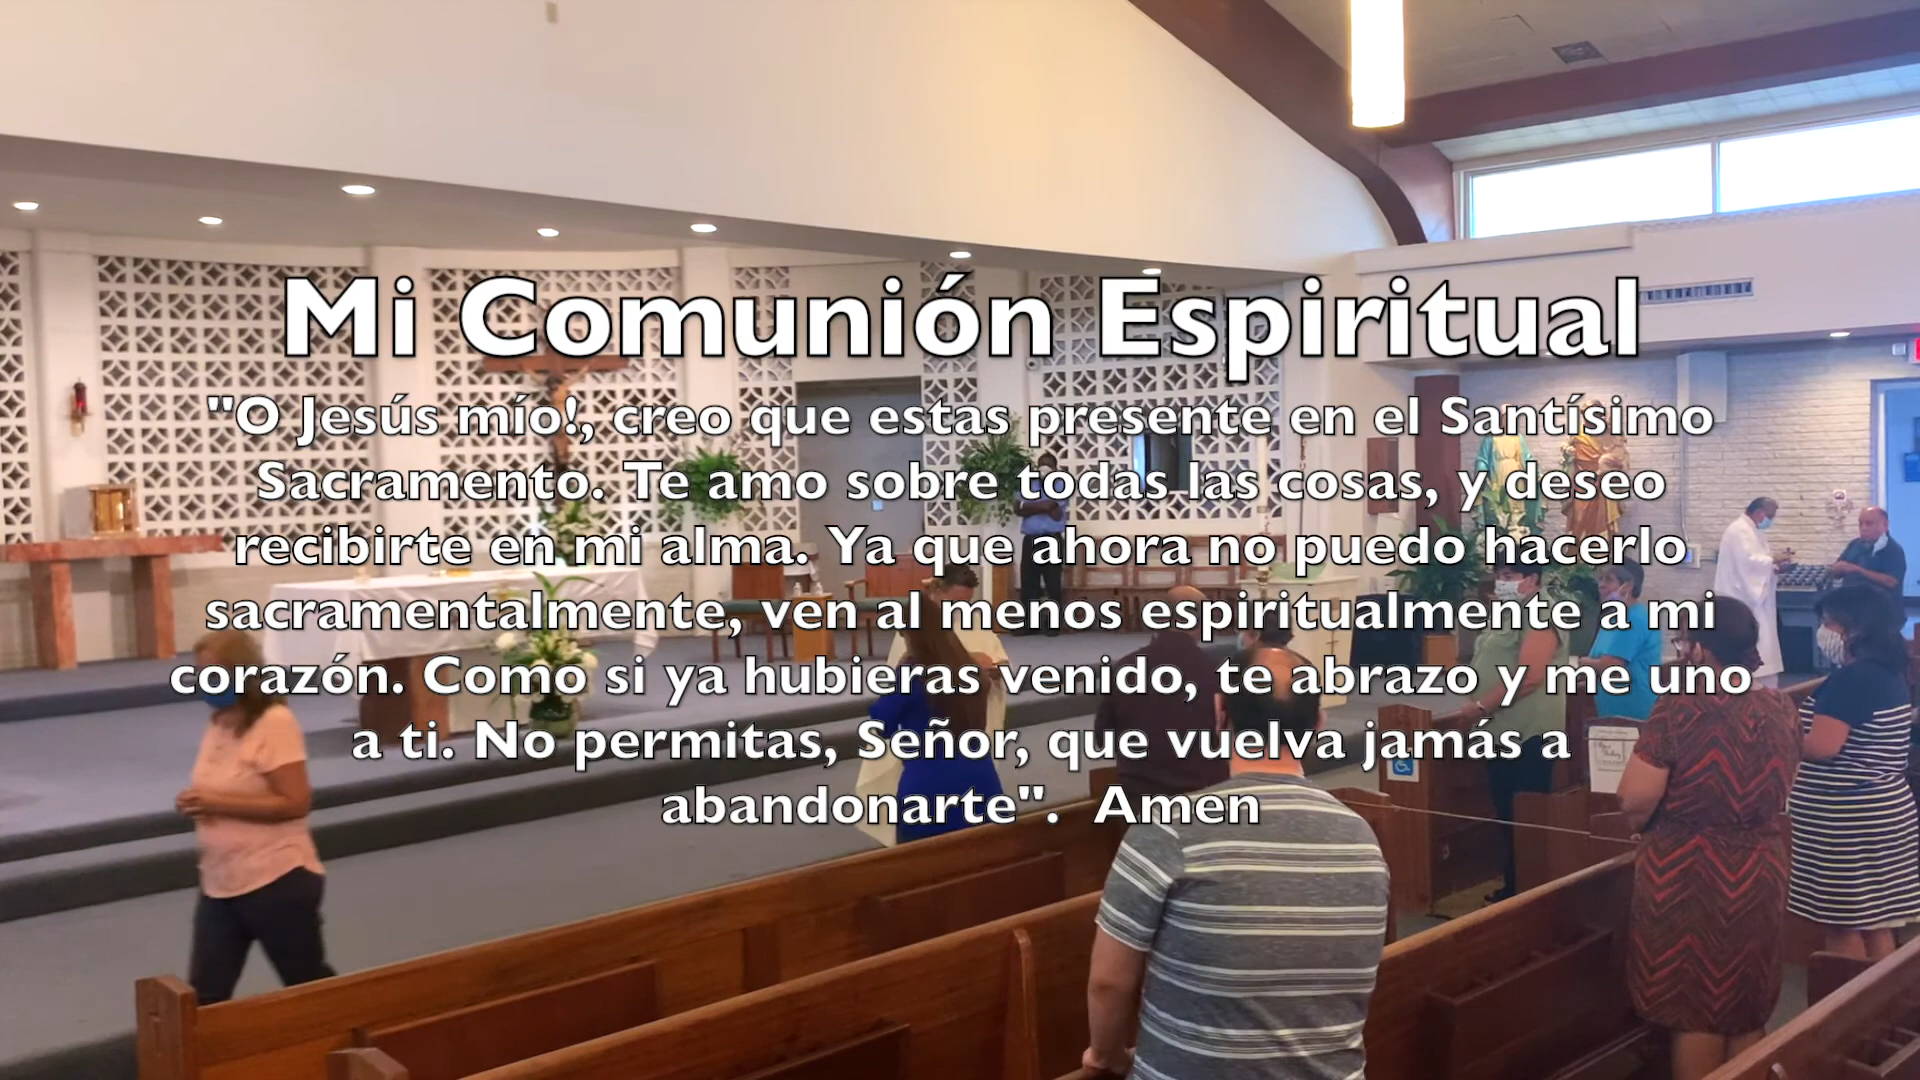 Mi Comunión Espiritual
"O Jesús mío!, creo que estas presente en el Santísimo
Sacramento. Te amo sobre todas las cosas, y deseo
recibirte en mi alma. Ya que ahora no puedo hacerlo
sacramentalmente, ven al menos espiritualmente a mi
corazón. Como si ya hubieras venido, te abrazo y me uno
a ti. No permitas, Señor, que vuelva jamás a
abandonarte".  Amen